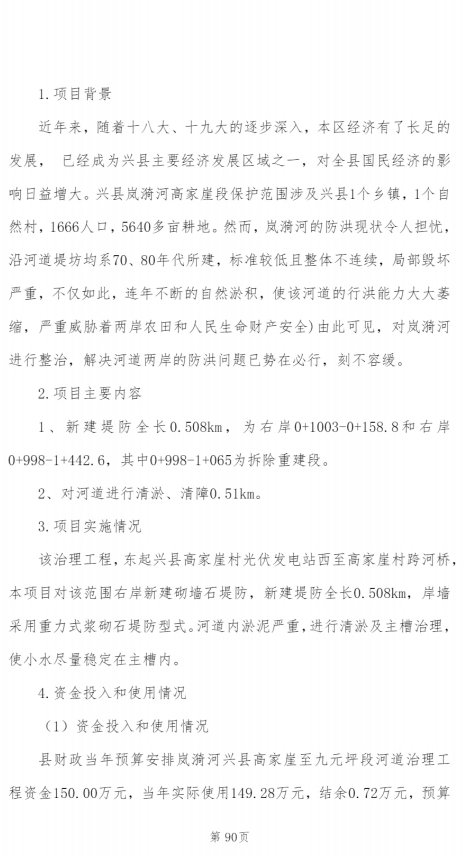 1.项目背景
近年来，随着十八大、十九大的逐步深入，本区经济有了长足的
发展， 已经成为兴县主要经济发展区域之一，对全县国民经济的影
响日益增大。兴县岚漪河高家崖段保护范围涉及兴县1个乡镇，1个自
然村，1666人口，5640多亩耕地。然而，岚漪河的防洪现状令人担忧，
沿河道堤坊均系70、80年代所建，标准较低且整体不连续，局部毁坏
严重，不仅如此，连年不断的自然淤积，使该河道的行洪能力大大萎
缩，严重威胁着两岸农田和人民生命财产安全)由此可见，对岚漪河
进行整治，解决河道两岸的防洪问题已势在必行，刻不容缓。
2.项目主要内容
1、新建堤防全长0.508km，为右岸0+1003-0+158.8和右岸
0+998-1+442.6，其中0+998-1+065为拆除重建段。
2、对河道进行清淤、清障0.51km。
3.项目实施情况
该治理工程，东起兴县高家崖村光伏发电站西至高家崖村跨河桥，
本项目对该范围右岸新建砌墙石堤防，新建堤防全长0.508km，岸墙
采用重力式浆砌石堤防型式。河道内淤泥严重，进行清淤及主槽治理，
使小水尽量稳定在主槽内。
4.资金投入和使用情况
（1）资金投入和使用情况
县财政当年预算安排岚漪河兴县高家崖至九元坪段河道治理工
程资金150.00万元，当年实际使用149.28万元，结余0.72万元，预算
第 90页